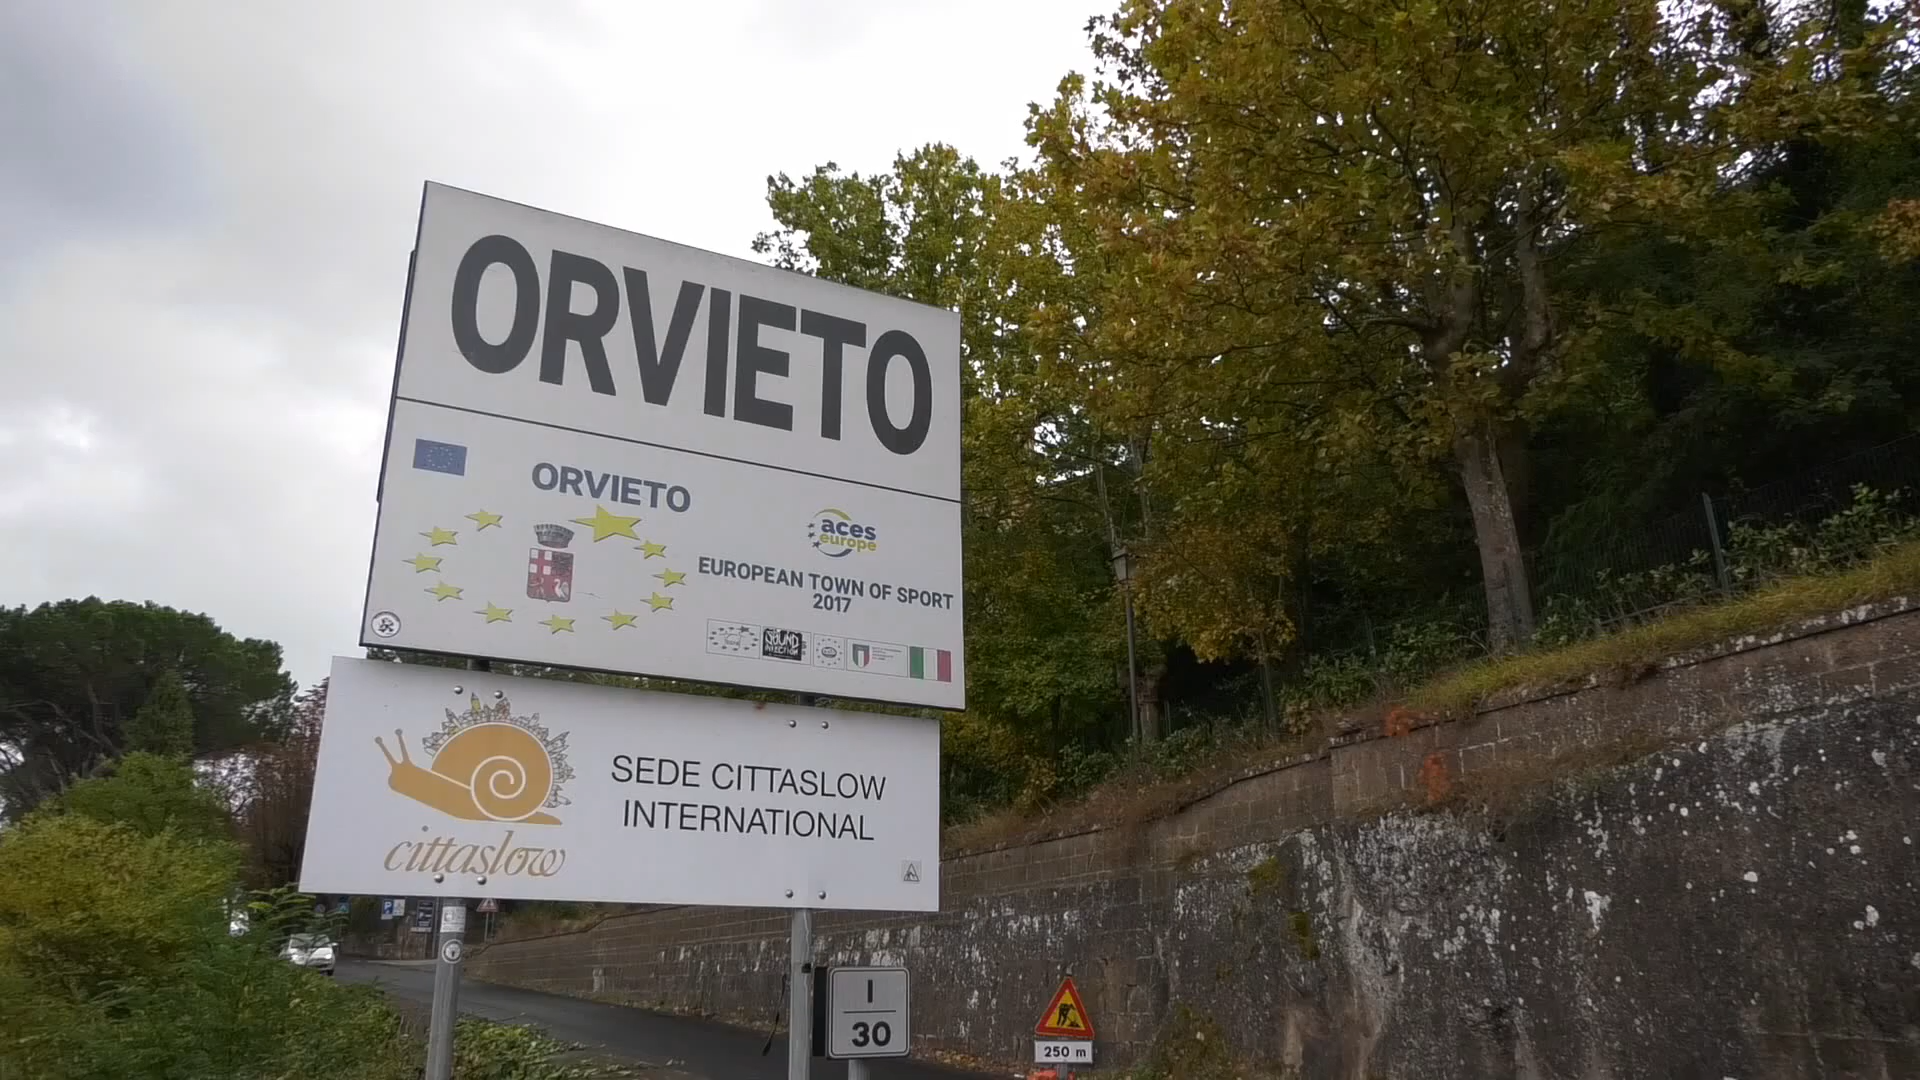 ORVIETO
ORVIETO
aces
europe
EUROPEAN TOWN OF SPORT
2017
SEDE CITTASLOW
INTERNATIONAL
cittaslow
I
30
250 m